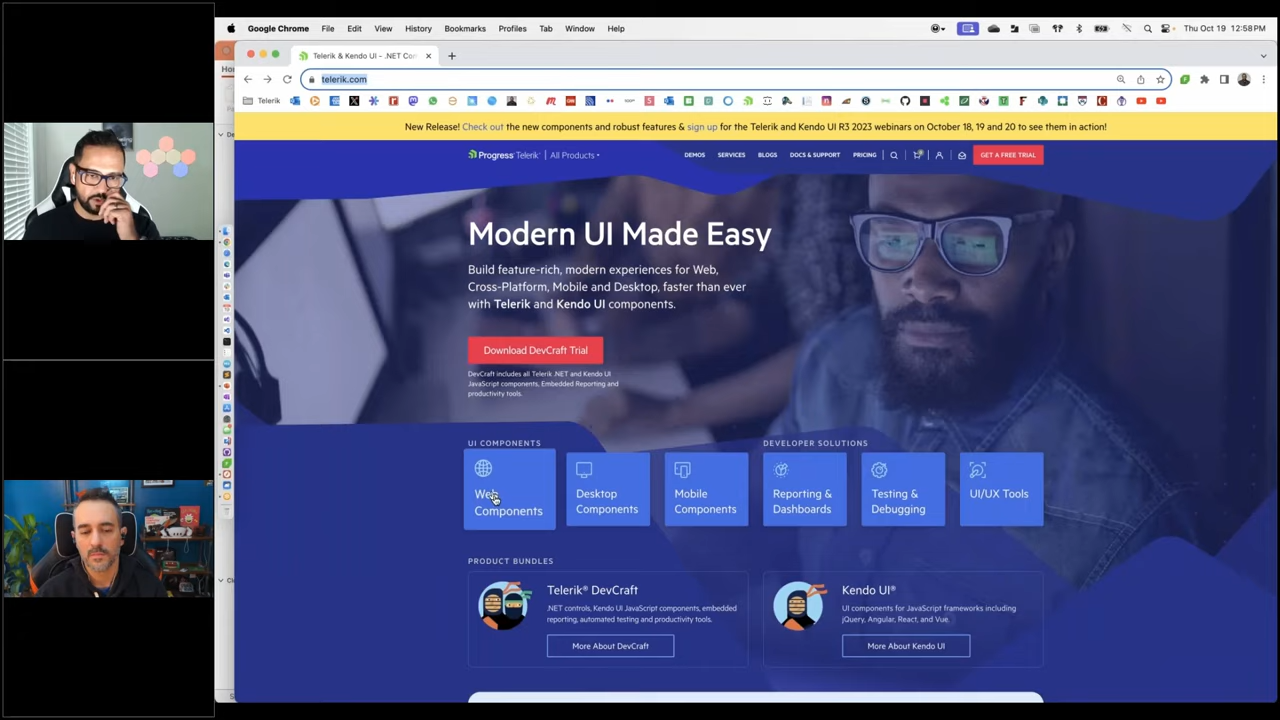 Google Chrome File Edit View History Bookmarks Profiles Tab Window Help Thu Oct 19 12:58 PM
Telerik & Kendo UI - .NET Com
telerik.com
Telerik
New Release! Check out the new components and robust features & sign up for the Telerik and Kendo UI R3 2023 webinars on October 18, 19 and 20 to see them in action!
Progress Telerik All Products DEMOS SERVICES BLOGS DOCS & SUPPORT PRICING GET A FREE TRIAL
Modern UI Made Easy
Build feature-rich, modern experiences for Web,
Cross-Platform, Mobile and Desktop, faster than ever
with Telerik and Kendo UI components.
Download DevCraft Trial
DevCraft includes all Telerik .NET and Kendo UI
JavaScript components, Embedded Reporting and
productivity tools.
UI COMPONENTS
Web
Components
Desktop
Components
Mobile
Components
DEVELOPER SOLUTIONS
Reporting &
Dashboards
Testing &
Debugging
UI/UX Tools
PRODUCT BUNDLES
Telerik® DevCraft
.NET controls, Kendo UI JavaScript components, embedded
reporting, automated testing and productivity tools.
More About DevCraft
Kendo UI®
UI components for JavaScript frameworks including
jQuery, Angular, React, and Vue.
More About Kendo UI